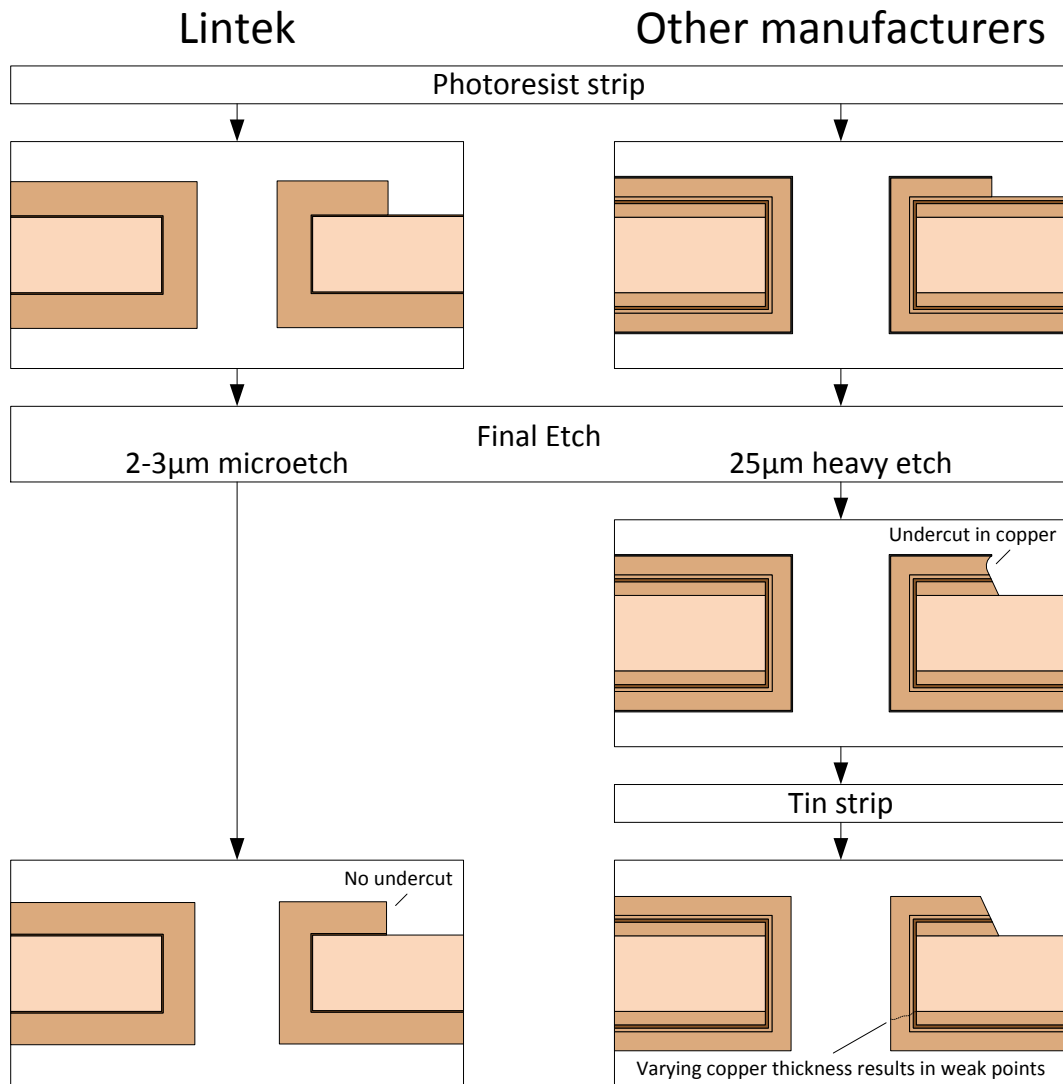 Lintek
Other manufacturers
Photoresist strip
Final Etch
2-3µm microetch
25µm heavy etch
Undercut in copper
Tin strip
No undercut
Varying copper thickness results in weak points